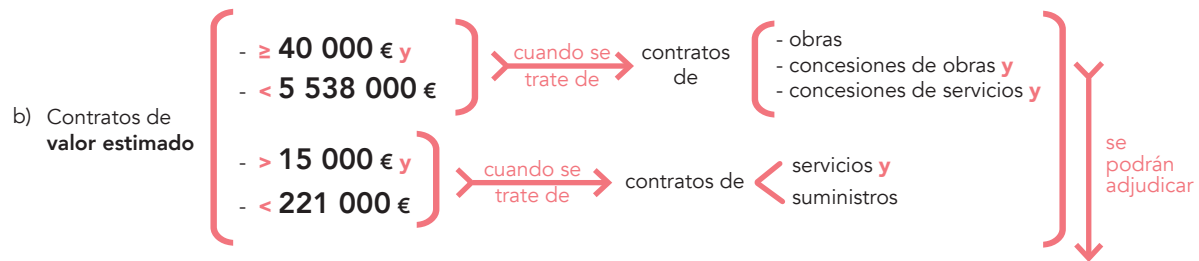 b) Contratos de
valor estimado
- ≥ 40 000 € y
- < 5 538 000 €
cuando se
trate de
contratos
de
- obras
- concesiones de obras y
- concesiones de servicios y
- > 15 000 € y
- < 221 000 €
cuando se
trate de
contratos de
servicios y
suministros
se
podrán
adjudicar